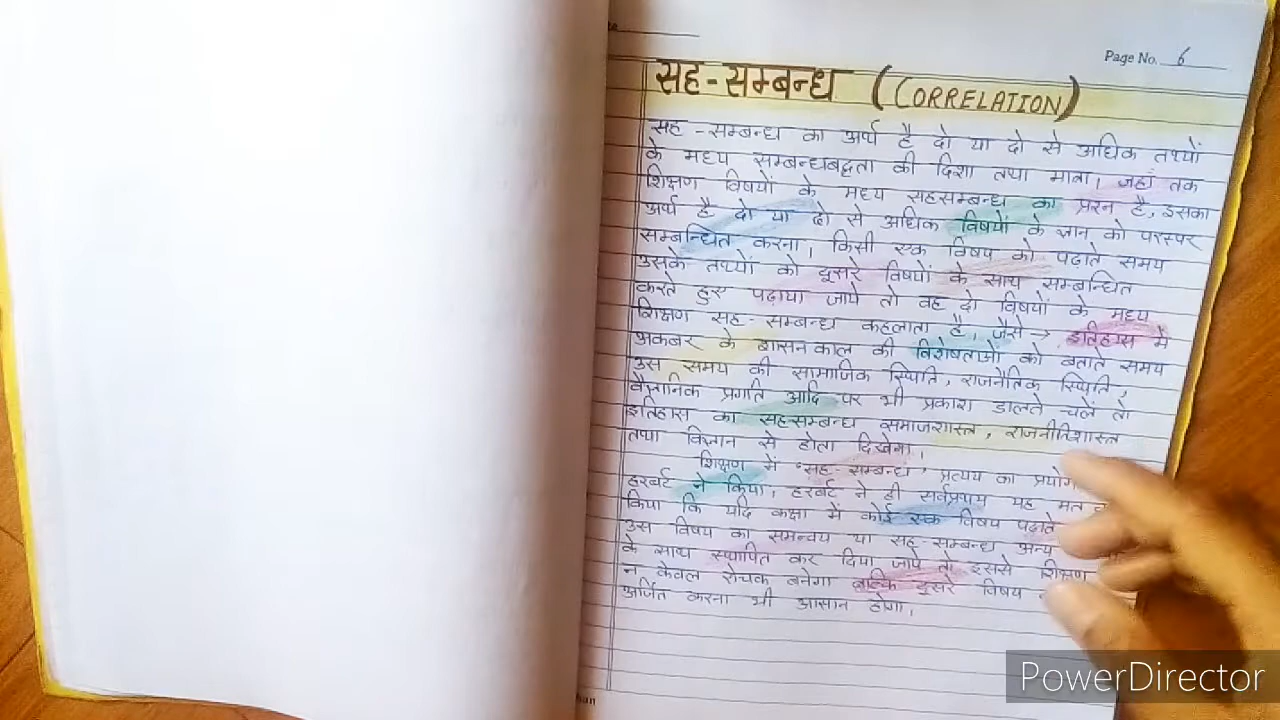 Page No. 6
सह-सम्बन्ध (CORRELATION)
सह-सम्बन्ध का अर्थ है दो या दो से अधिक तथ्यों
के मध्य सम्बन्धबद्धता की दिशा तथा मात्रा। जहाँ तक
शिक्षण विषयों के मध्य सहसम्बन्ध का प्रश्न है, इसका
अर्थ है दो या दो से अधिक विषयों के ज्ञान को परस्पर
सम्बन्धित करना। किसी एक विषय को पढ़ाते समय
उसके तथ्यों को दूसरे विषयों के साथ सम्बन्धित
करते हुए पढ़ाया जाये तो वह दो विषयों के मध्य
शिक्षण सह-सम्बन्ध कहलाता है, जैसे → इतिहास में
अकबर के शासनकाल की विशेषताओं को बताते समय
उस समय की सामाजिक स्थिति, राजनैतिक स्थिति,
वैज्ञानिक प्रगति आदि पर भी प्रकाश डालते चलें तो
इतिहास का सहसम्बन्ध समाजशास्त्र, राजनीतिशास्त्र
तथा विज्ञान से होता दिखेगा।
शिक्षण में 'सह-सम्बन्ध' प्रत्यय का प्रयोग
हरबर्ट ने किया, हरबर्ट ने ही सर्वप्रथम यह मत
किया कि यदि कक्षा में कोई एक विषय पढ़ाते
उस विषय का समन्वय या सह-सम्बन्ध अन्य
के साथ स्थापित कर दिया जाये तो इससे शिक्षण
न केवल रोचक बनेगा बल्कि दूसरे विषय
अर्जित करना भी आसान होगा।
PowerDirector